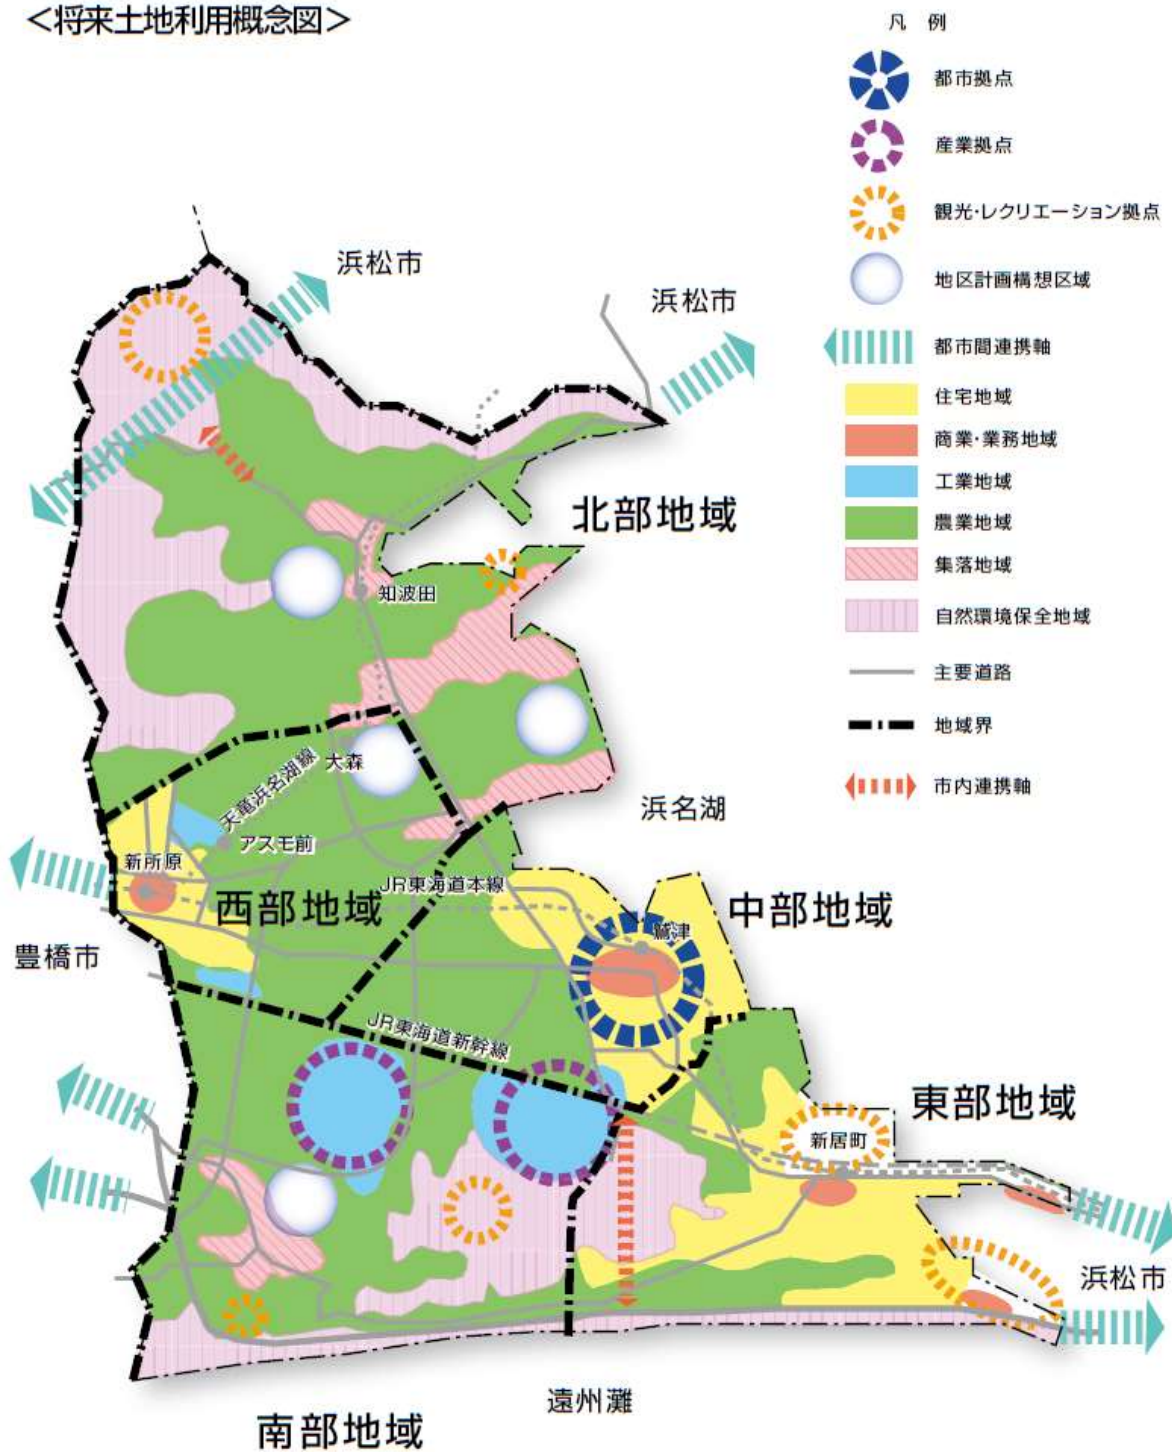 ＜将来土地利用概念図＞
凡 例
都市拠点
産業拠点
観光・レクリエーション拠点
地区計画構想区域
都市間連携軸
住宅地域
商業・業務地域
工業地域
農業地域
集落地域
自然環境保全地域
主要道路
地域界
市内連携軸
浜松市
浜松市
北部地域
知波田
大森
天竜浜名湖線
アスモ前
浜名湖
新所原
JR東海道本線
西部地域
中部地域
鷲津
豊橋市
JR東海道新幹線
東部地域
新居町
浜松市
遠州灘
南部地域